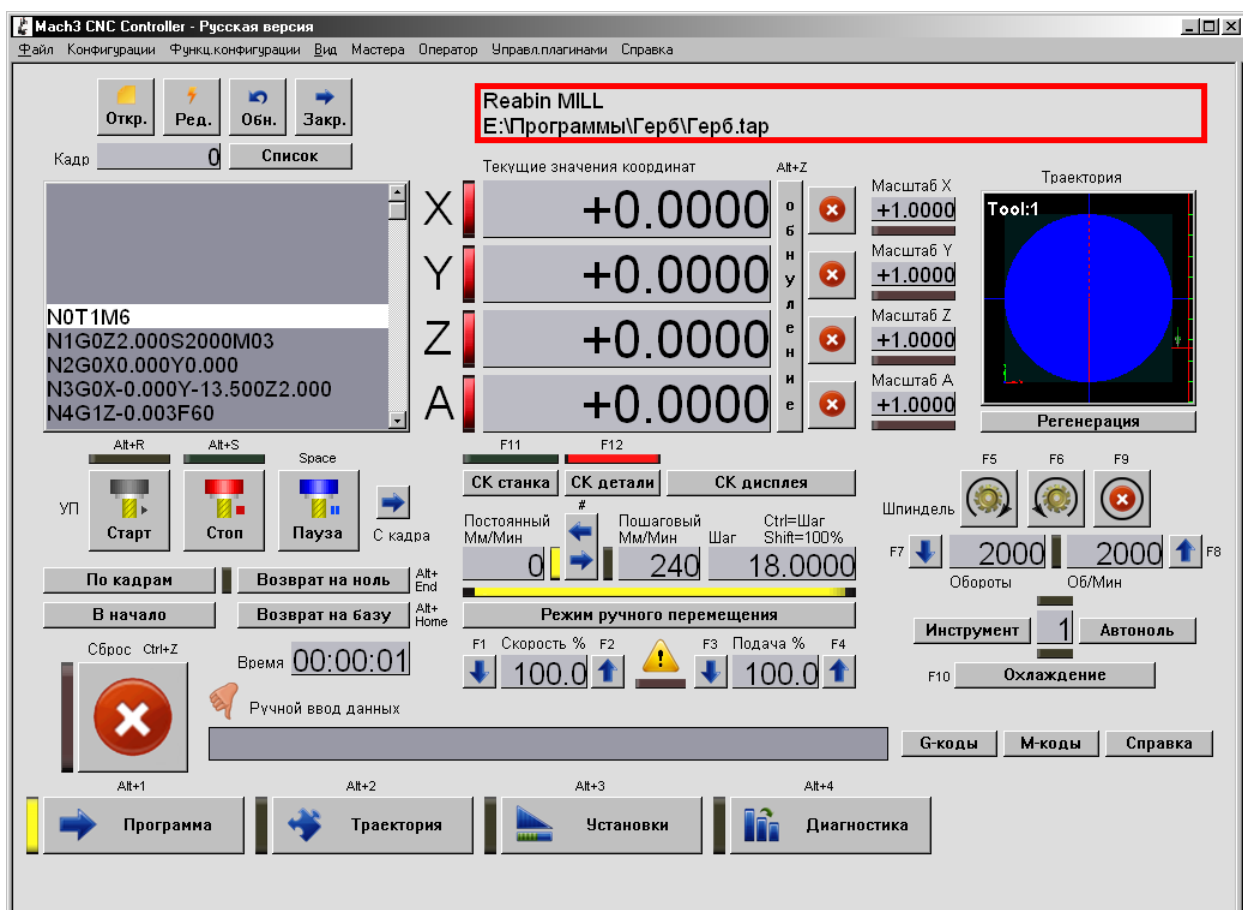 Mach3 CNC Controller - Русская версия
Файл Конфигурации Функц.конфигурации Вид Мастера Оператор Управл.плагинами Справка
Откр. Ред. Обн. Закр.
Reabin MILL
E:\Программы\Герб\Герб.tap
Кадр 0 Список
Текущие значения координат Alt+Z
Траектория
X +0.0000
Y +0.0000
Z +0.0000
A +0.0000
обнуление
Масштаб X
+1.0000
Масштаб Y
+1.0000
Масштаб Z
+1.0000
Масштаб A
+1.0000
Tool:1
Регенерация
N0T1M6
N1G0Z2.000S2000M03
N2G0X0.000Y0.000
N3G0X-0.000Y-13.500Z2.000
N4G1Z-0.003F60
Alt+R Alt+S Space
УП Старт Стоп Пауза С кадра
По кадрам Возврат на ноль Alt+ End
В начало Возврат на базу Alt+ Home
F11 F12
СК станка СК детали СК дисплея
Постоянный Мм/Мин
#
Пошаговый Мм/Мин
Шаг
Ctrl=Шаг
Shift=100%
0 240 18.0000
Режим ручного перемещения
F1 Скорость % F2 F3 Подача % F4
100.0 100.0
F5 F6 F9
Шпиндель
F7 2000 2000 F8
Обороты Об/Мин
Инструмент 1 Автоноль
F10 Охлаждение
Сброс Ctrl+Z
Время 00:00:01
Ручной ввод данных
G-коды М-коды Справка
Alt+1 Alt+2 Alt+3 Alt+4
Программа Траектория Установки Диагностика